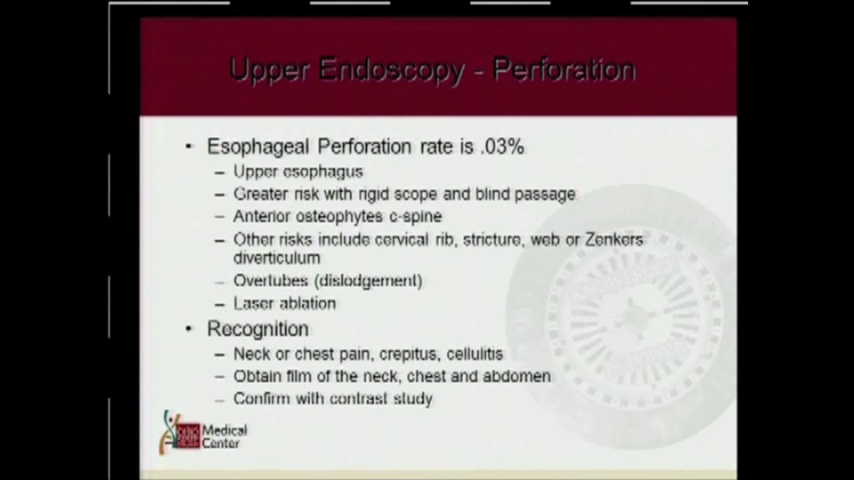 Upper Endoscopy - Perforation
• Esophageal Perforation rate is .03%
– Upper esophagus
– Greater risk with rigid scope and blind passage
– Anterior osteophytes c-spine
– Other risks include cervical rib, stricture, web or Zenkers
diverticulum
– Overtubes (dislodgement)
– Laser ablation
• Recognition
– Neck or chest pain, crepitus, cellulitis
– Obtain film of the neck, chest and abdomen
– Confirm with contrast study
Medical
Center